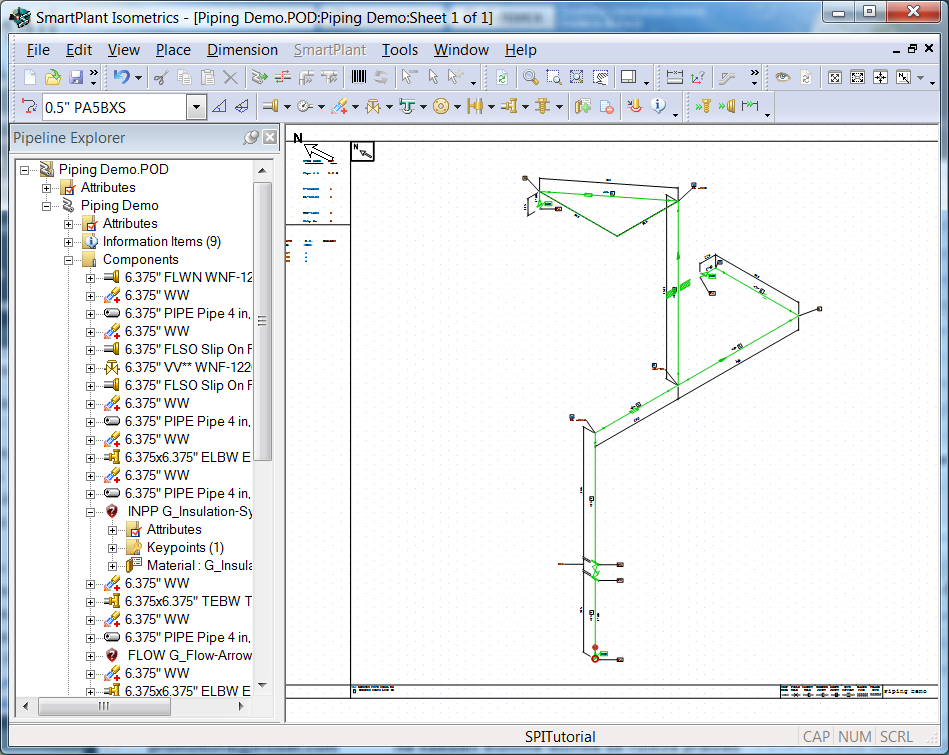 SmartPlant Isometrics - [Piping Demo.POD:Piping Demo:Sheet 1 of 1]
File Edit View Place Dimension SmartPlant Tools Window Help
0.5" PA5BXS
Pipeline Explorer
Piping Demo.POD
Attributes
Piping Demo
Attributes
Information Items (9)
Components
6.375" FLWN WNF-12
6.375" WW
6.375" PIPE Pipe 4 in.
6.375" WW
6.375" FLSO Slip On F
6.375" VV** WNF-122
6.375" FLSO Slip On F
6.375" WW
6.375" PIPE Pipe 4 in.
6.375" WW
6.375x6.375" ELBW E
6.375" WW
6.375" PIPE Pipe 4 in.
INPP G_Insulation-Sy
Attributes
Keypoints (1)
Material : G_Insula
6.375" WW
6.375x6.375" TEBW T
6.375" WW
6.375" PIPE Pipe 4 in.
FLOW G_Flow-Arrow
6.375" WW
6.375x6.375" ELBW E
N
N
Piping Demo
SPITutorial
CAP NUM SCRL